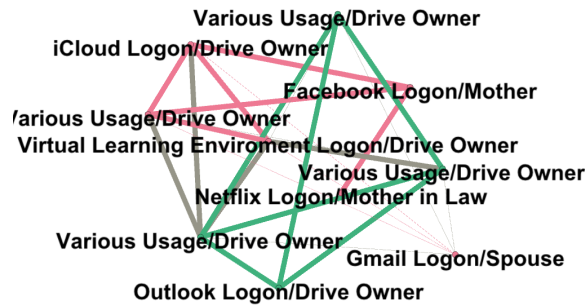 Various Usage/Drive Owner
iCloud Logon/Drive Owner
Facebook Logon/Mother
Various Usage/Drive Owner
Virtual Learning Enviroment Logon/Drive Owner
Various Usage/Drive Owner
Netflix Logon/Mother in Law
Various Usage/Drive Owner
Gmail Logon/Spouse
Outlook Logon/Drive Owner